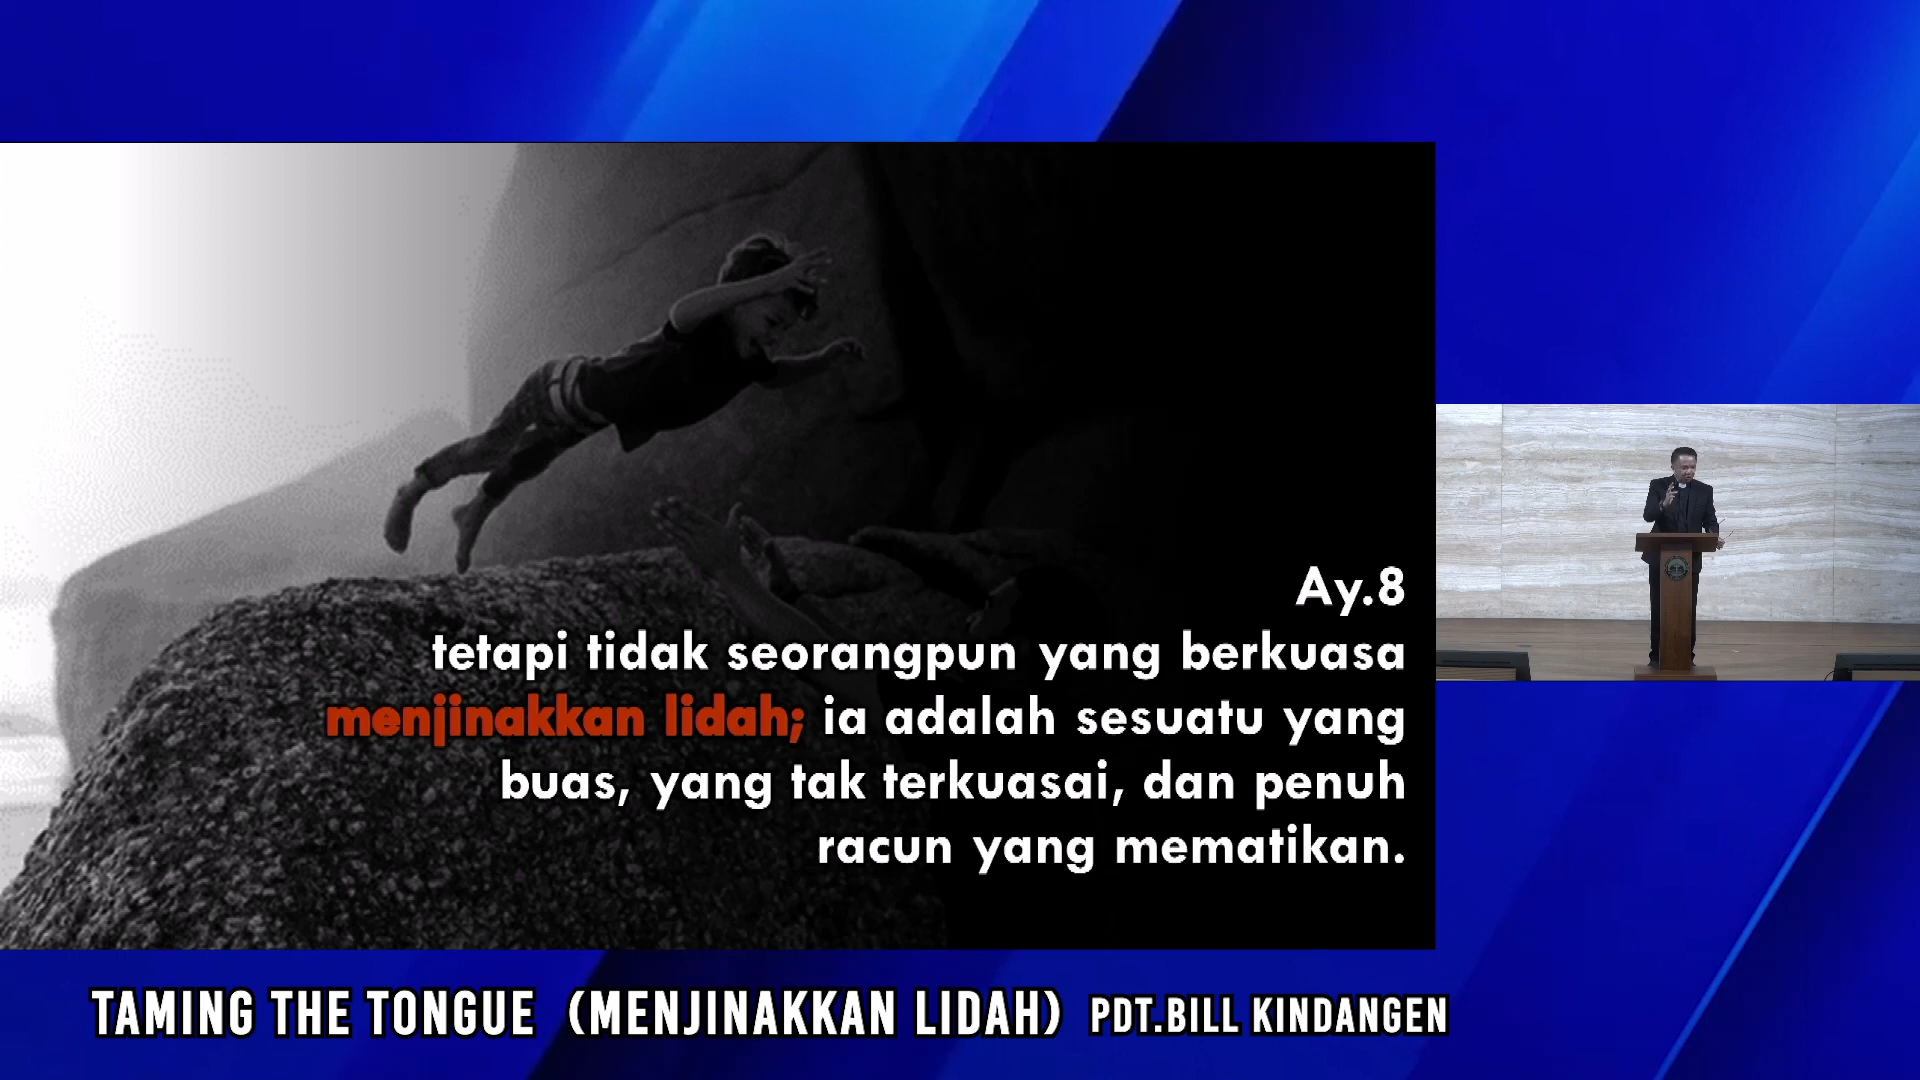 Ay.8
tetapi tidak seorangpun yang berkuasa
menjinakkan lidah; ia adalah sesuatu yang
buas, yang tak terkuasai, dan penuh
racun yang mematikan.
TAMING THE TONGUE (MENJINAKKAN LIDAH) PDT.BILL KINDANGEN